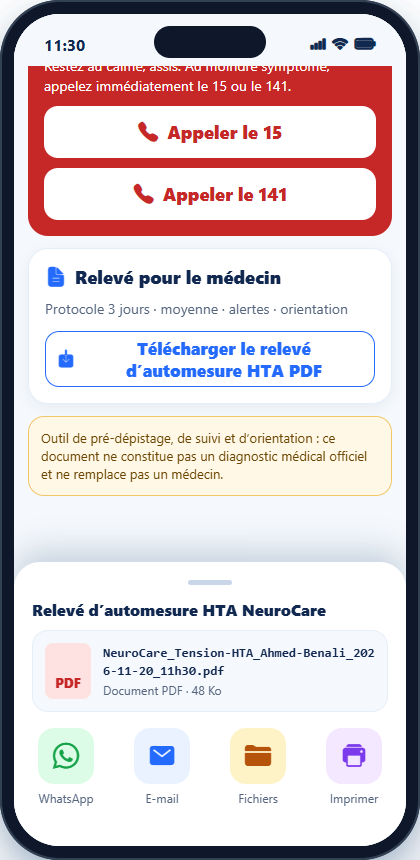 11:30
Restez au calme, assis. Au moindre symptôme,
appelez immédiatement le 15 ou le 141.
Appeler le 15
Appeler le 141
Relevé pour le médecin
Protocole 3 jours · moyenne · alertes · orientation
Télécharger le relevé
d'automesure HTA PDF
Outil de pré-dépistage, de suivi et d'orientation : ce
document ne constitue pas un diagnostic médical officiel
et ne remplace pas un médecin.
Relevé d'automesure HTA NeuroCare
PDF
NeuroCare_Tension-HTA_Ahmed-Benali_202
6-11-20_11h30.pdf
Document PDF · 48 Ko
WhatsApp
E-mail
Fichiers
Imprimer